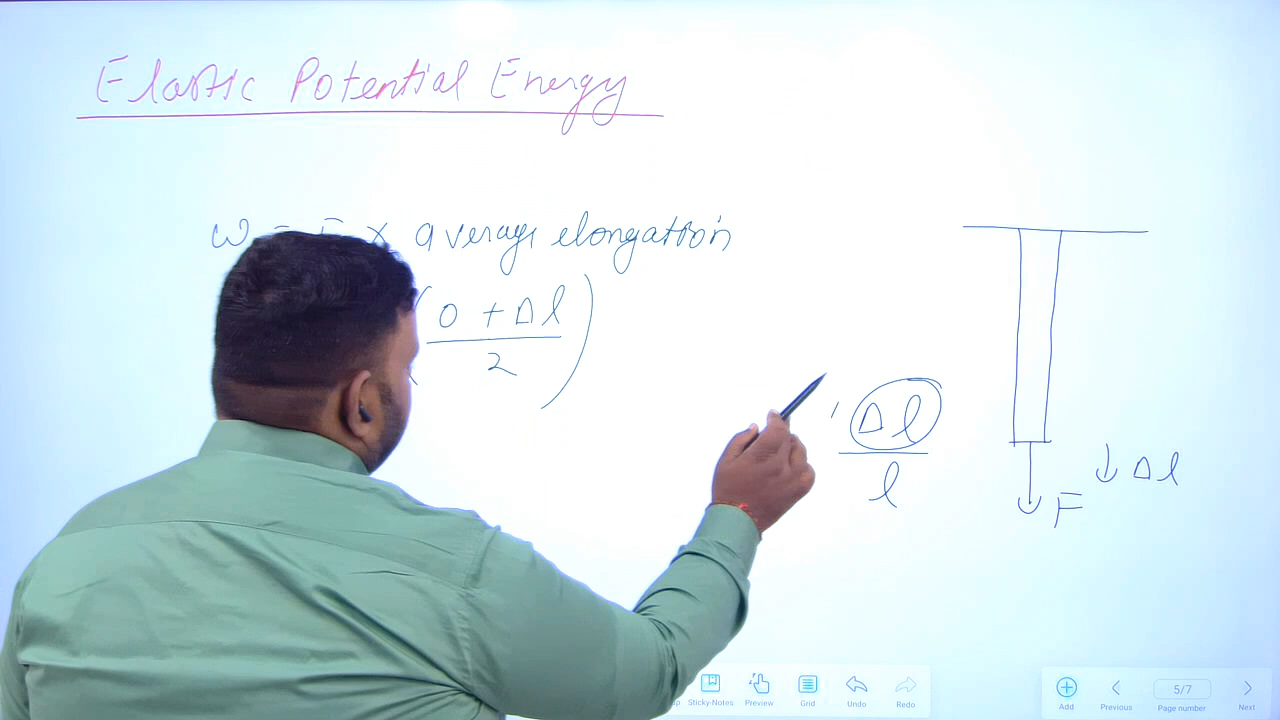 Elastic Potential Energy
w = F × average elongation
( 0 + Δl / 2 )
Δl / l
↓ Δl
F
Sticky-Notes
Preview
Grid
Undo
Redo
Add
Previous
5/7
Page number
Next